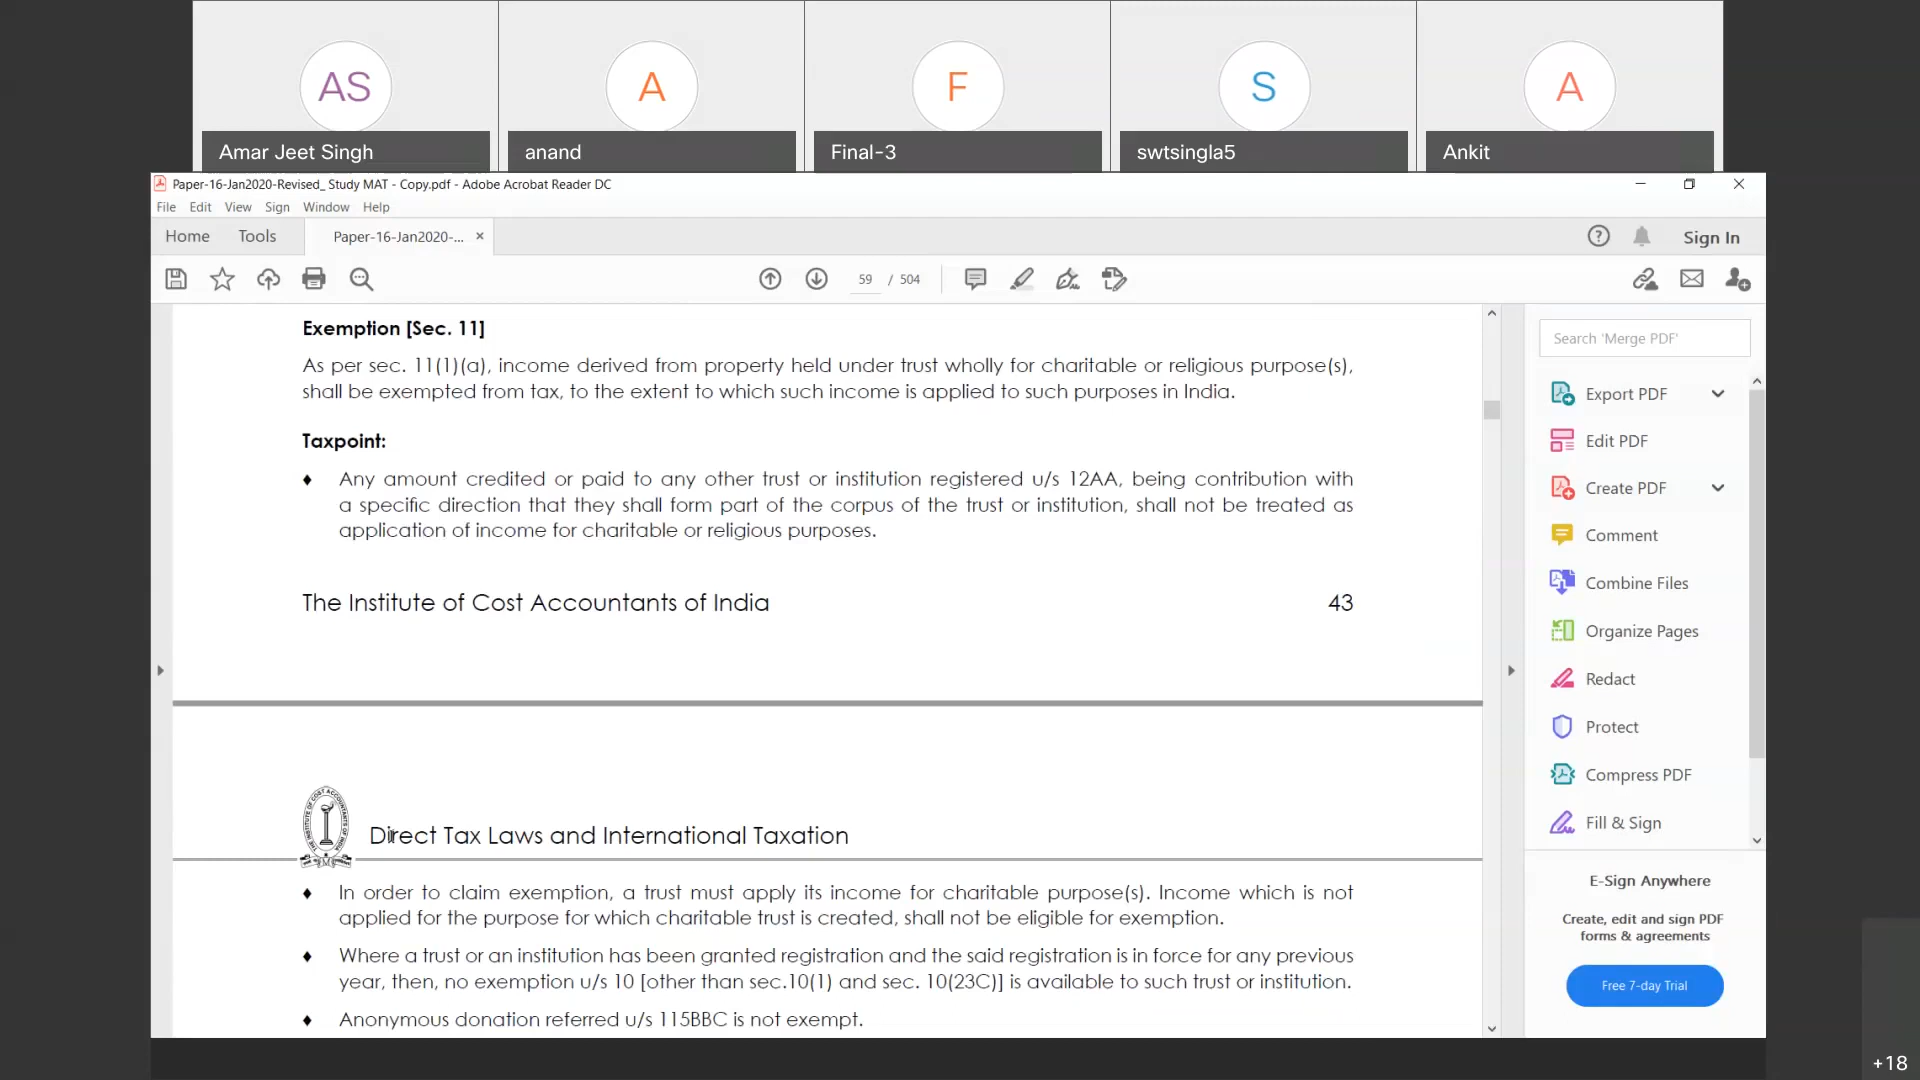 AS
A
F
S
A
Amar Jeet Singh
anand
Final-3
swtsingla5
Ankit
Paper-16-Jan2020-Revised_ Study MAT - Copy.pdf - Adobe Acrobat Reader DC
File Edit View Sign Window Help
Home Tools Paper-16-Jan2020-... × Sign In
59 / 504
Exemption [Sec. 11]
As per sec. 11(1)(a), income derived from property held under trust wholly for charitable or religious purpose(s),
shall be exempted from tax, to the extent to which such income is applied to such purposes in India.
Taxpoint:
♦ Any amount credited or paid to any other trust or institution registered u/s 12AA, being contribution with
a specific direction that they shall form part of the corpus of the trust or institution, shall not be treated as
application of income for charitable or religious purposes.
The Institute of Cost Accountants of India 43
Direct Tax Laws and International Taxation
♦ In order to claim exemption, a trust must apply its income for charitable purpose(s). Income which is not
applied for the purpose for which charitable trust is created, shall not be eligible for exemption.
♦ Where a trust or an institution has been granted registration and the said registration is in force for any previous
year, then, no exemption u/s 10 [other than sec.10(1) and sec. 10(23C)] is available to such trust or institution.
♦ Anonymous donation referred u/s 115BBC is not exempt.
Search 'Merge PDF'
Export PDF
Edit PDF
Create PDF
Comment
Combine Files
Organize Pages
Redact
Protect
Compress PDF
Fill & Sign
E-Sign Anywhere
Create, edit and sign PDF
forms & agreements
Free 7-day Trial
+18